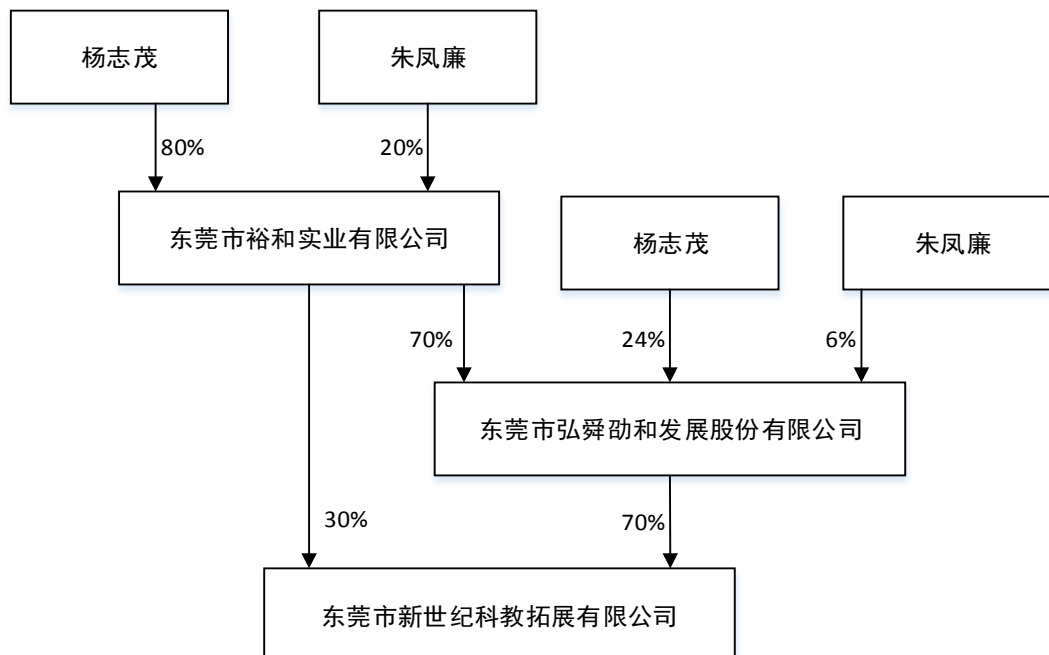 杨志茂
朱凤廉
80%
20%
东莞市裕和实业有限公司
杨志茂
朱凤廉
70%
24%
6%
东莞市弘舜劭和发展股份有限公司
30%
70%
东莞市新世纪科教拓展有限公司